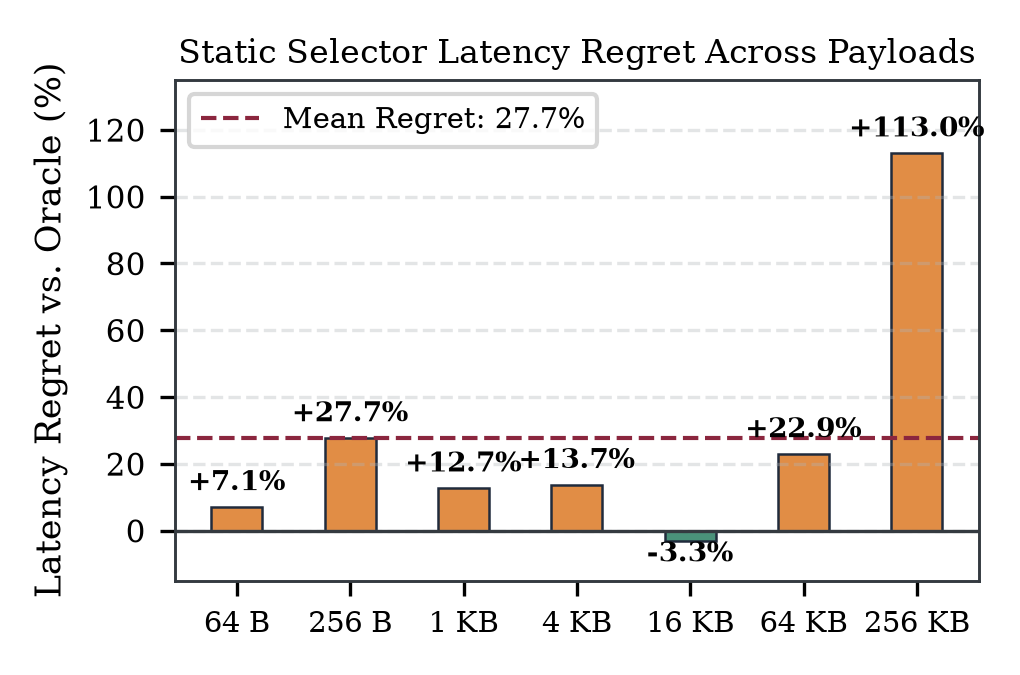 Static Selector Latency Regret Across Payloads
Latency Regret vs. Oracle (%)
Mean Regret: 27.7%
120
100
80
60
40
20
0
+7.1%
+27.7%
+12.7%
+13.7%
-3.3%
+22.9%
+113.0%
64 B
256 B
1 KB
4 KB
16 KB
64 KB
256 KB